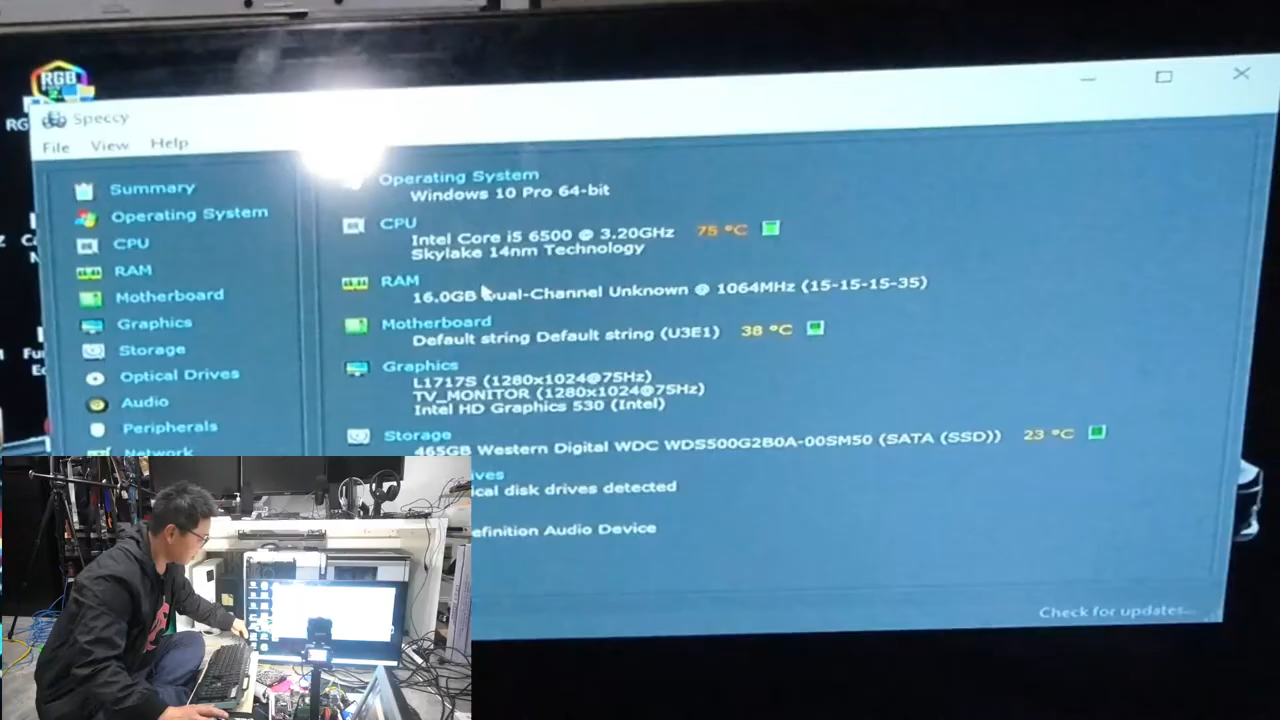 RGB
Speccy
File View Help
Summary
Operating System
CPU
RAM
Motherboard
Graphics
Storage
Optical Drives
Audio
Peripherals
Network
Operating System
Windows 10 Pro 64-bit
CPU
Intel Core i5 6500 @ 3.20GHz 75 °C
Skylake 14nm Technology
RAM
16.0GB Dual-Channel Unknown @ 1064MHz (15-15-15-35)
Motherboard
Default string Default string (U3E1) 38 °C
Graphics
L1717S (1280x1024@75Hz)
TV_MONITOR (1280x1024@75Hz)
Intel HD Graphics 530 (Intel)
Storage
465GB Western Digital WDC WDS500G2B0A-00SM50 (SATA (SSD)) 23 °C
ives
ical disk drives detected
efinition Audio Device
Check for updates...